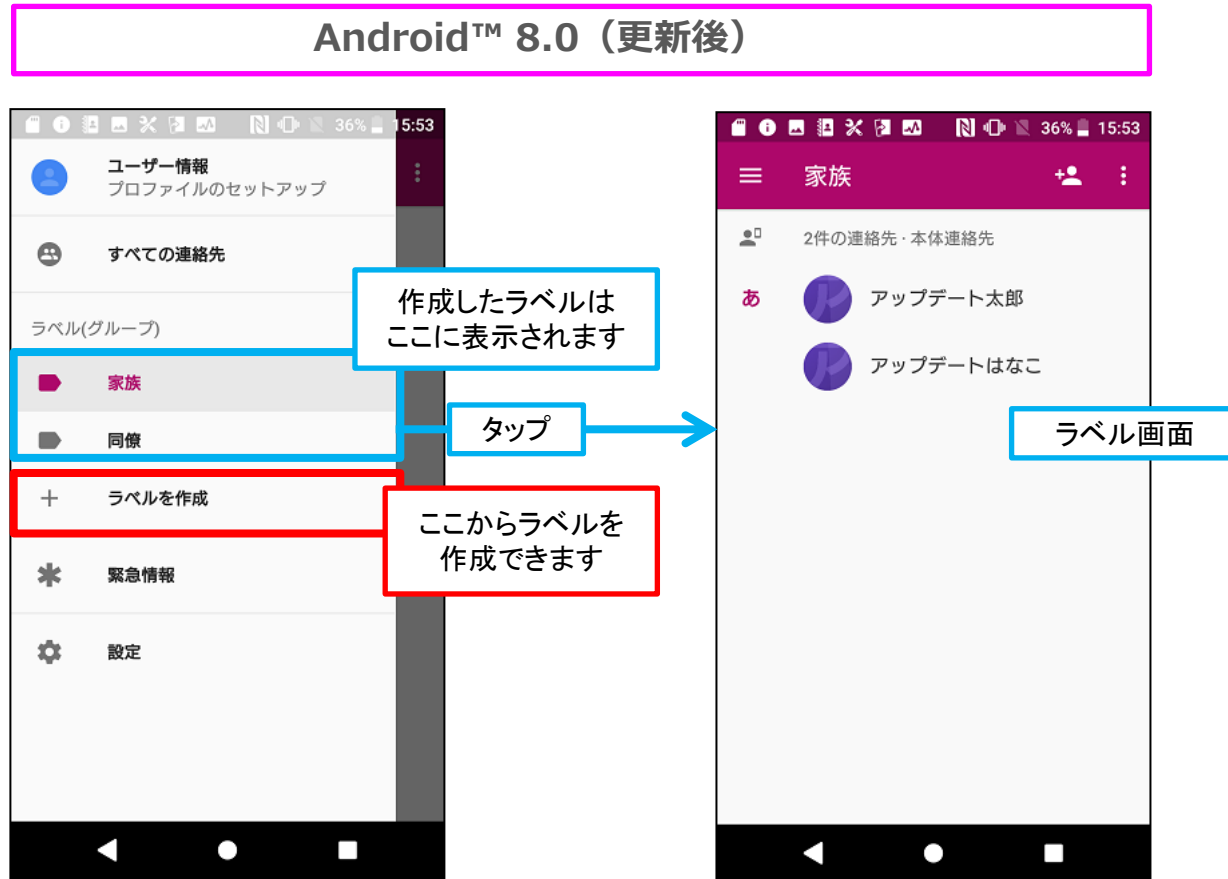 Android™ 8.0（更新後）
36% 15:53
ユーザー情報
プロファイルのセットアップ
すべての連絡先
ラベル(グループ)
家族
同僚
ラベルを作成
緊急情報
設定
作成したラベルは
ここに表示されます
タップ
ここからラベルを
作成できます
36% 15:53
家族
2件の連絡先 · 本体連絡先
あ
アップデート太郎
アップデートはなこ
ラベル画面